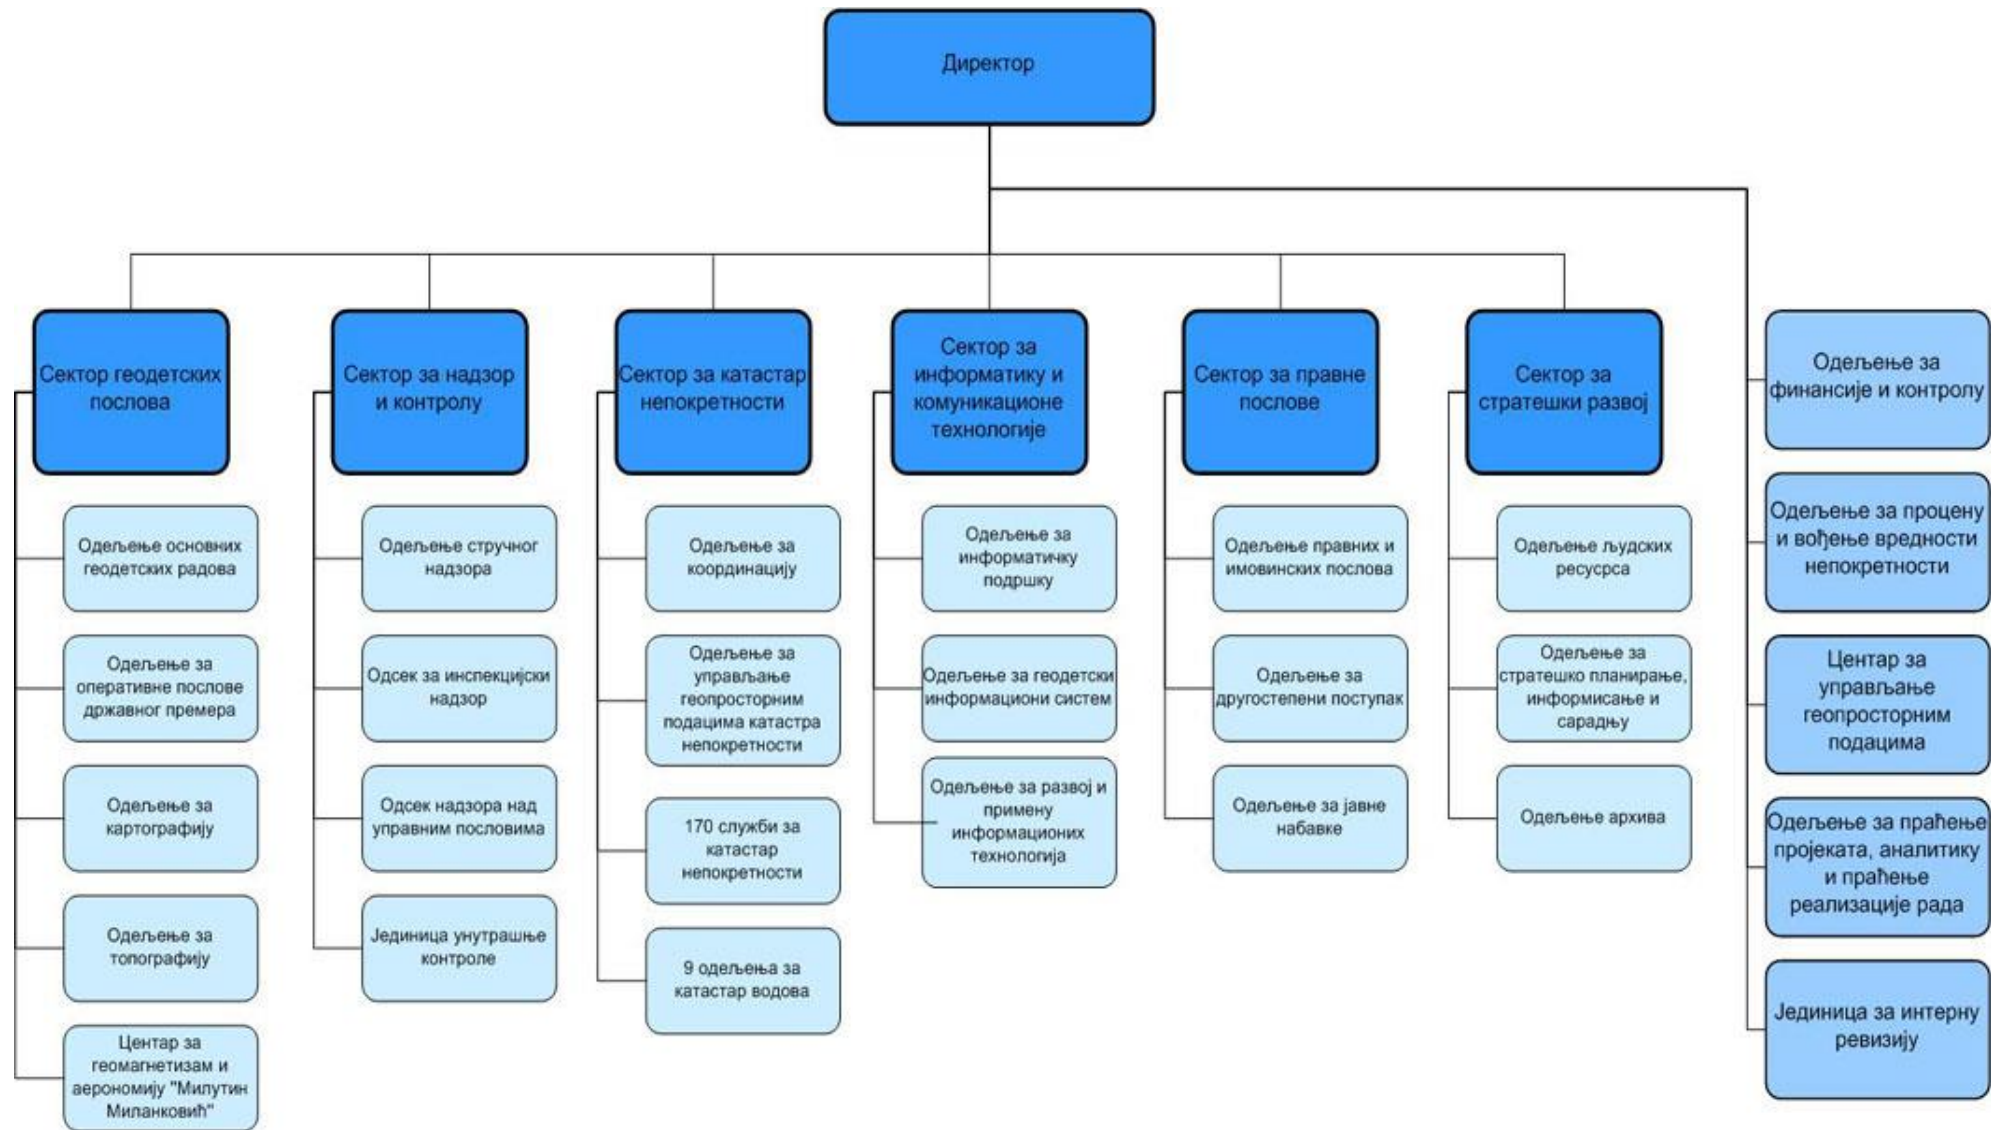 Директор
Сектор геодетских
послова
Одељење основних
геодетских радова
Одељење за
оперативне послове
државног премера
Одељење за
картографију
Одељење за
топографију
Центар за
геомагнетизам и
аерономију "Милутин
Миланковић"
Сектор за надзор
и контролу
Одељење стручног
надзора
Одсек за инспекцијски
надзор
Одсек надзора над
управним пословима
Јединица унутрашње
контроле
Сектор за катастар
непокретности
Одељење за
координацију
Одељење за
управљање
геопросторним
подацима катастра
непокретности
170 служби за
катастар
непокретности
9 одељења за
катастар водова
Сектор за
информатику и
комуникационе
технологије
Одељење за
информатичку
подршку
Одељење за геодетски
информациони систем
Одељење за развој и
примену
информационих
технологија
Сектор за правне
послове
Одељење правних и
имовинских послова
Одељење за
другостепени поступак
Одељење за јавне
набавке
Сектор за
стратешки развој
Одељење људских
ресусрса
Одељење за
стратешко планирање,
информисање и
сарадњу
Одељење архива
Одељење за
финансије и контролу
Одељење за процену
и вођење вредности
непокретности
Центар за
управљање
геопросторним
подацима
Одељење за праћење
пројеката, аналитику
и праћење
реализације рада
Јединица за интерну
ревизију